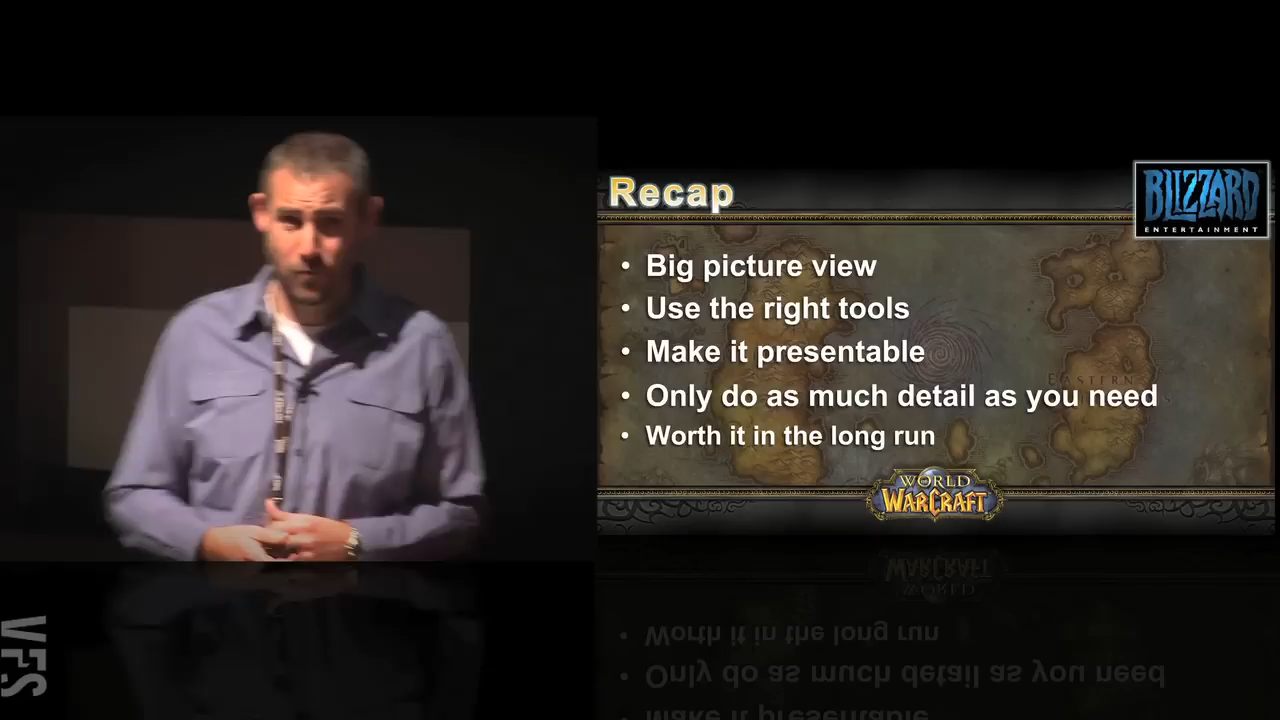 Recap
BLIZZARD
ENTERTAINMENT
• Big picture view
• Use the right tools
• Make it presentable
• Only do as much detail as you need
• Worth it in the long run
EASTERN
WORLD
WARCRAFT
VFS